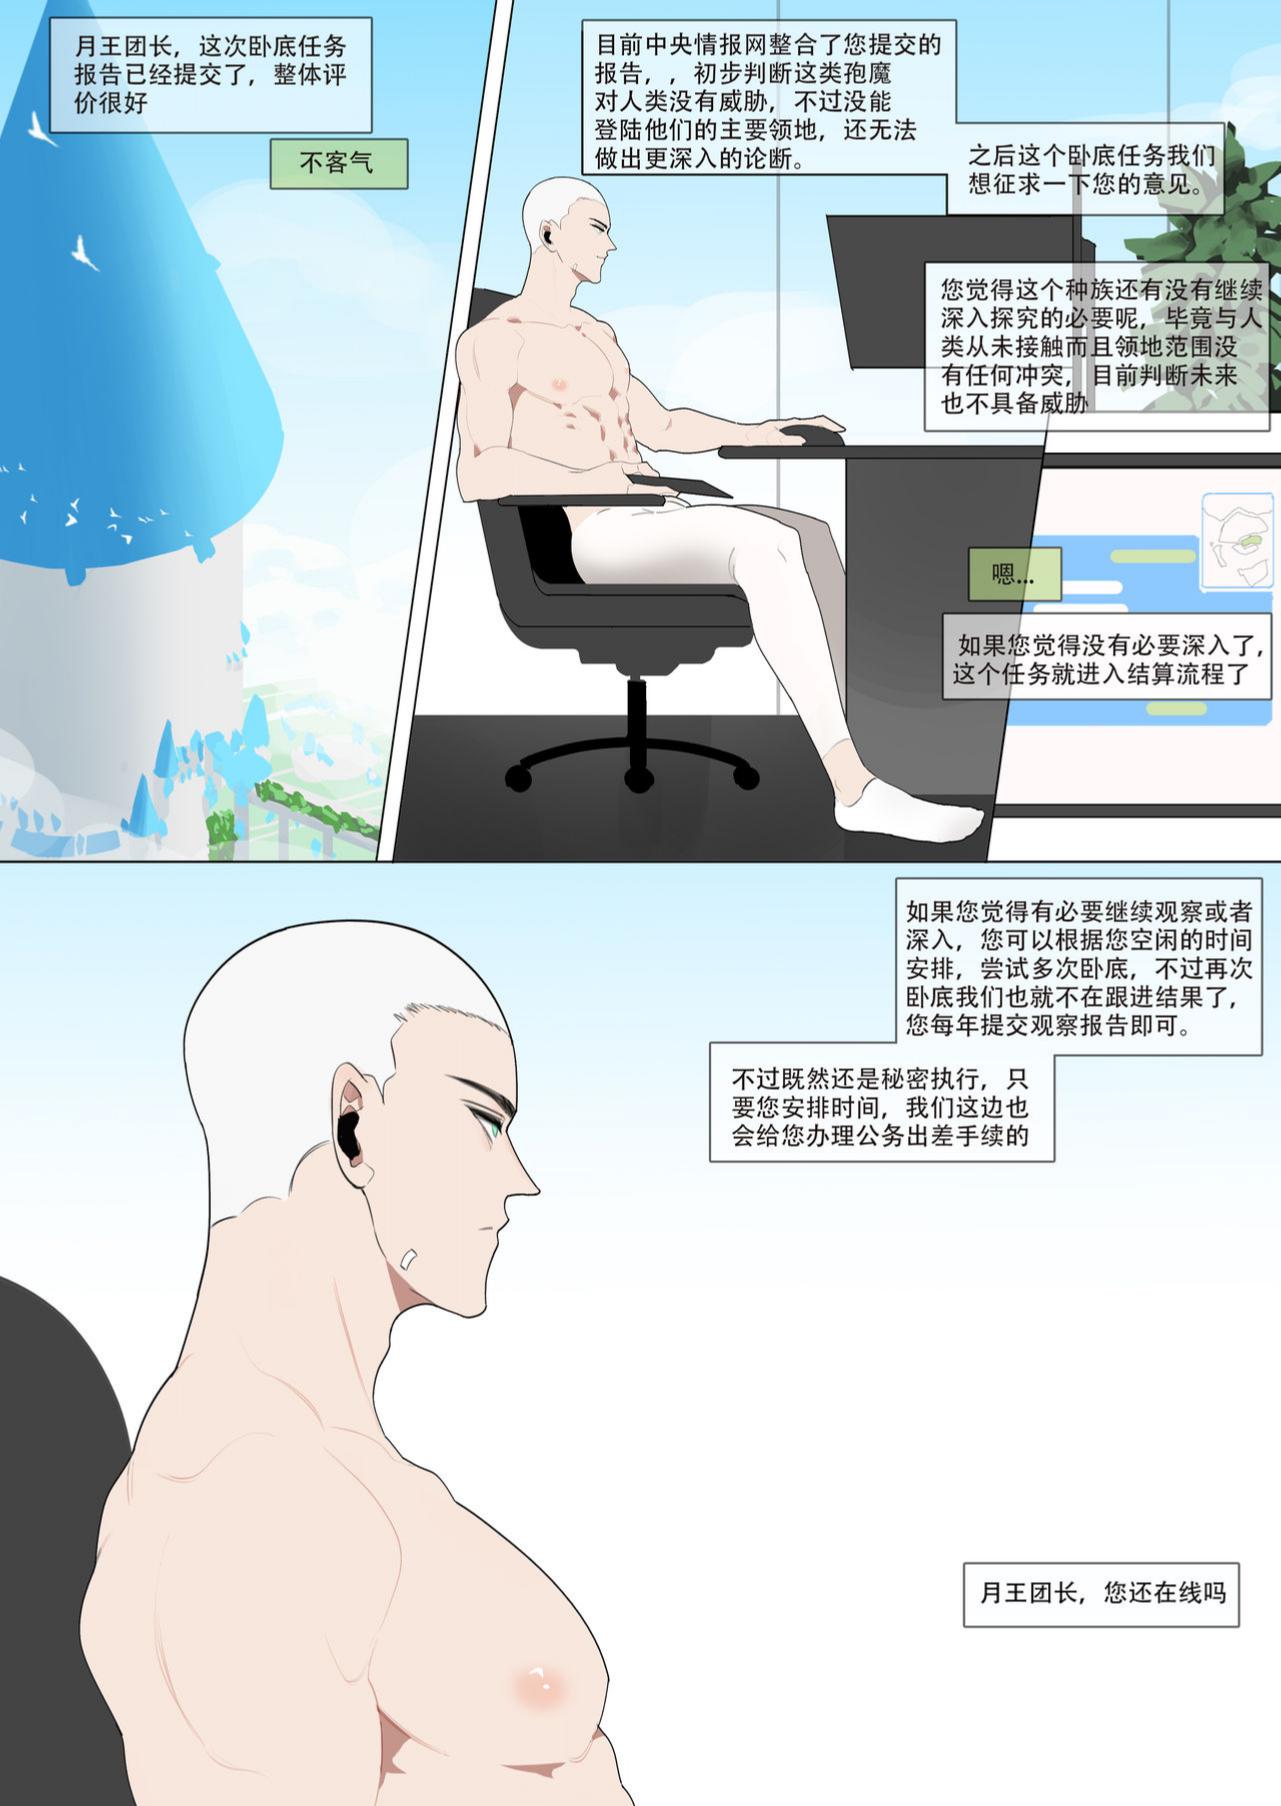 月王团长，这次卧底任务
报告已经提交了，整体评
价很好
不客气
目前中央情报网整合了您提交的
报告，，初步判断这类孢魔
对人类没有威胁，不过没能
登陆他们的主要领地，还无法
做出更深入的论断。
之后这个卧底任务我们
想征求一下您的意见。
您觉得这个种族还有没有继续
深入探究的必要呢，毕竟与人
类从未接触而且领地范围没
有任何冲突，目前判断未来
也不具备威胁
嗯...
如果您觉得没有必要深入了，
这个任务就进入结算流程了
如果您觉得有必要继续观察或者
深入，您可以根据您空闲的时间
安排，尝试多次卧底，不过再次
卧底我们也就不在跟进结果了，
您每年提交观察报告即可。
不过既然还是秘密执行，只
要您安排时间，我们这边也
会给您办理公务出差手续的
月王团长，您还在线吗